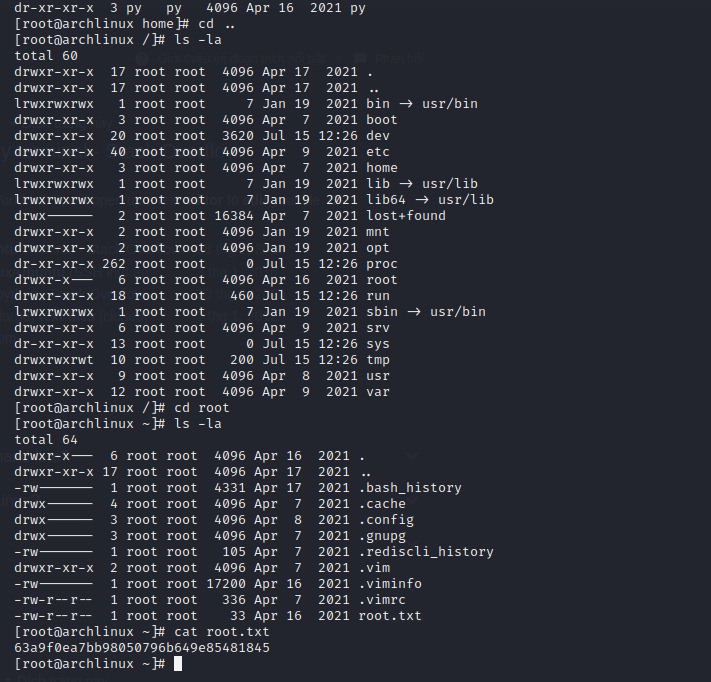 dr-xr-xr-x  3 py   py   4096 Apr 16  2021 py
[root@archlinux home]# cd ..
[root@archlinux /]# ls -la
total 60
drwxr-xr-x  17 root root  4096 Apr 17  2021 .
drwxr-xr-x  17 root root  4096 Apr 17  2021 ..
lrwxrwxrwx   1 root root     7 Jan 19  2021 bin -> usr/bin
drwxr-xr-x   3 root root  4096 Apr  7  2021 boot
drwxr-xr-x  20 root root  3620 Jul 15 12:26 dev
drwxr-xr-x  40 root root  4096 Apr  9  2021 etc
drwxr-xr-x   3 root root  4096 Apr  7  2021 home
lrwxrwxrwx   1 root root     7 Jan 19  2021 lib -> usr/lib
lrwxrwxrwx   1 root root     7 Jan 19  2021 lib64 -> usr/lib
drwx------   2 root root 16384 Apr  7  2021 lost+found
drwxr-xr-x   2 root root  4096 Jan 19  2021 mnt
drwxr-xr-x   2 root root  4096 Jan 19  2021 opt
dr-xr-xr-x 262 root root     0 Jul 15 12:26 proc
drwxr-x---   6 root root  4096 Apr 16  2021 root
drwxr-xr-x  18 root root   460 Jul 15 12:26 run
lrwxrwxrwx   1 root root     7 Jan 19  2021 sbin -> usr/bin
drwxr-xr-x   6 root root  4096 Apr  9  2021 srv
dr-xr-xr-x  13 root root     0 Jul 15 12:26 sys
drwxrwxrwt  10 root root   200 Jul 15 12:26 tmp
drwxr-xr-x   9 root root  4096 Apr  8  2021 usr
drwxr-xr-x  12 root root  4096 Apr  9  2021 var
[root@archlinux /]# cd root
[root@archlinux ~]# ls -la
total 64
drwxr-x---  6 root root  4096 Apr 16  2021 .
drwxr-xr-x 17 root root  4096 Apr 17  2021 ..
-rw-------  1 root root  4331 Apr 17  2021 .bash_history
drwx------  4 root root  4096 Apr  7  2021 .cache
drwx------  3 root root  4096 Apr  8  2021 .config
drwx------  3 root root  4096 Apr  7  2021 .gnupg
-rw-------  1 root root   105 Apr  7  2021 .rediscli_history
drwxr-xr-x  2 root root  4096 Apr  7  2021 .vim
-rw-------  1 root root 17200 Apr 16  2021 .viminfo
-rw-r--r--  1 root root   336 Apr  7  2021 .vimrc
-rw-r--r--  1 root root    33 Apr 16  2021 root.txt
[root@archlinux ~]# cat root.txt
63a9f0ea7bb98050796b649e85481845
[root@archlinux ~]#